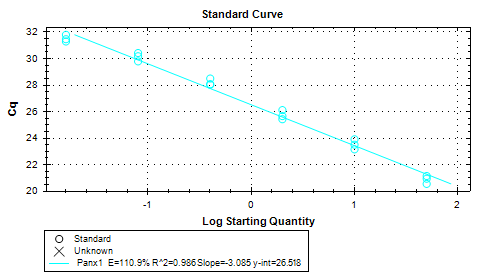 Standard Curve
32
30
28
26
24
22
20
Cq
-1
0
1
2
Log Starting Quantity
Standard
Unknown
Panx1 E=110.9% R^2=0.986 Slope=-3.085 y-int=26.518